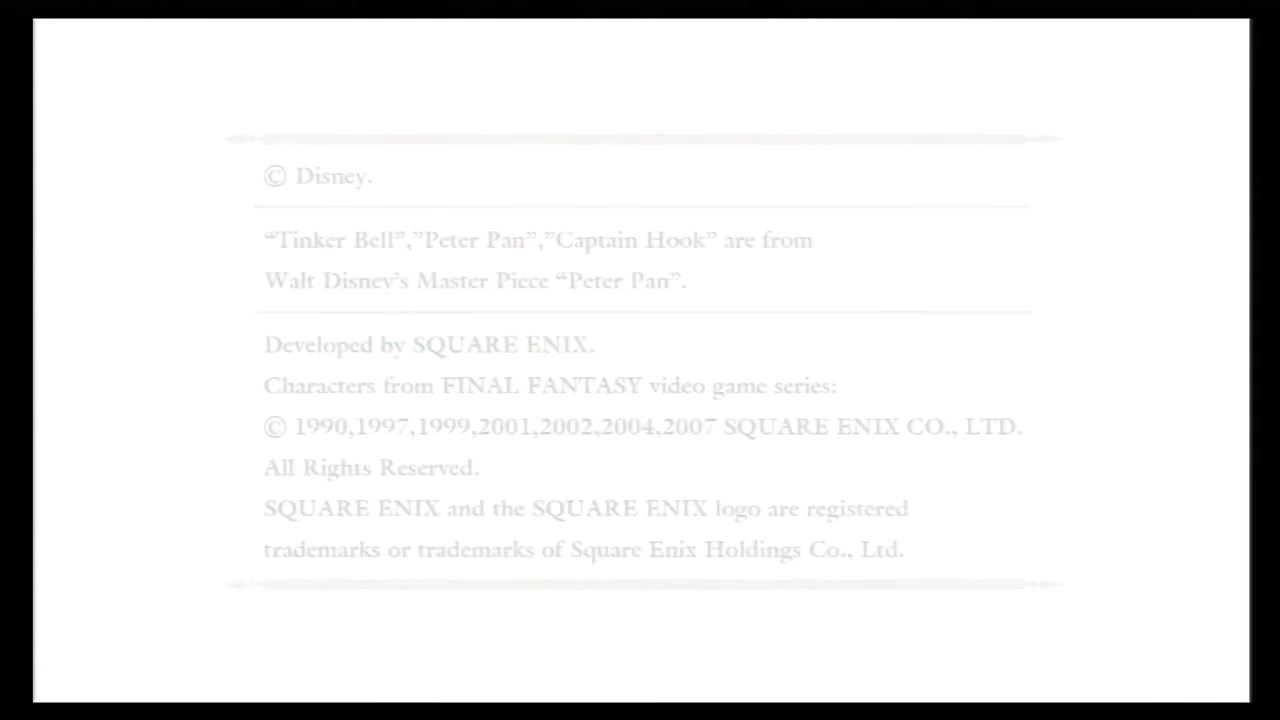 © Disney.
“Tinker Bell”,”Peter Pan”,”Captain Hook” are from
Walt Disney’s Master Piece “Peter Pan”.
Developed by SQUARE ENIX.
Characters from FINAL FANTASY video game series:
© 1990,1997,1999,2001,2002,2004,2007 SQUARE ENIX CO., LTD.
All Rights Reserved.
SQUARE ENIX and the SQUARE ENIX logo are registered
trademarks or trademarks of Square Enix Holdings Co., Ltd.